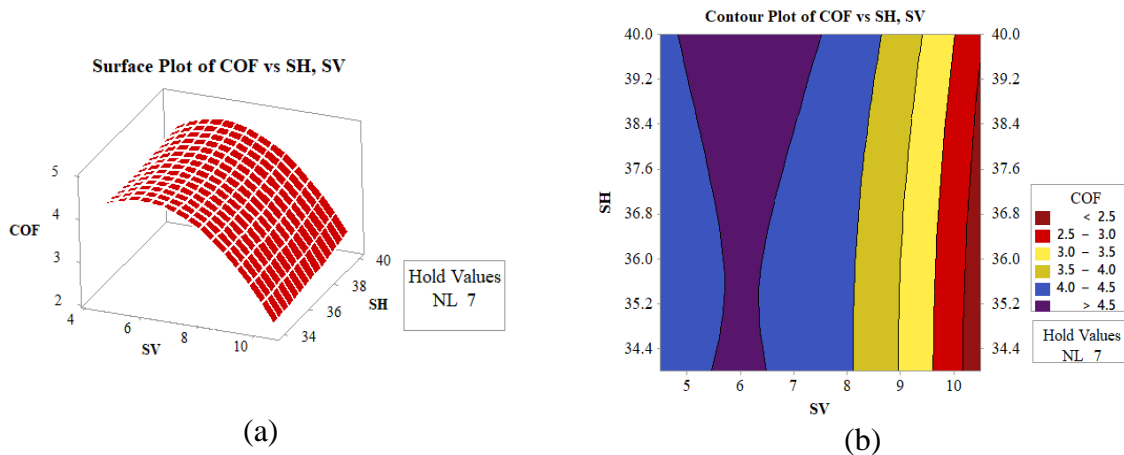 Surface Plot of COF vs SH, SV
5
4
3
2
COF
4
6
8
10
SV
34
36
38
40
SH
Hold Values
NL 7
(a)
Contour Plot of COF vs SH, SV
40.0
39.2
38.4
37.6
36.8
36.0
35.2
34.4
SH
5 6 7 8 9 10
SV
40.0
39.2
38.4
37.6
36.8
36.0
35.2
34.4
COF
< 2.5
2.5 – 3.0
3.0 – 3.5
3.5 – 4.0
4.0 – 4.5
> 4.5
Hold Values
NL 7
(b)